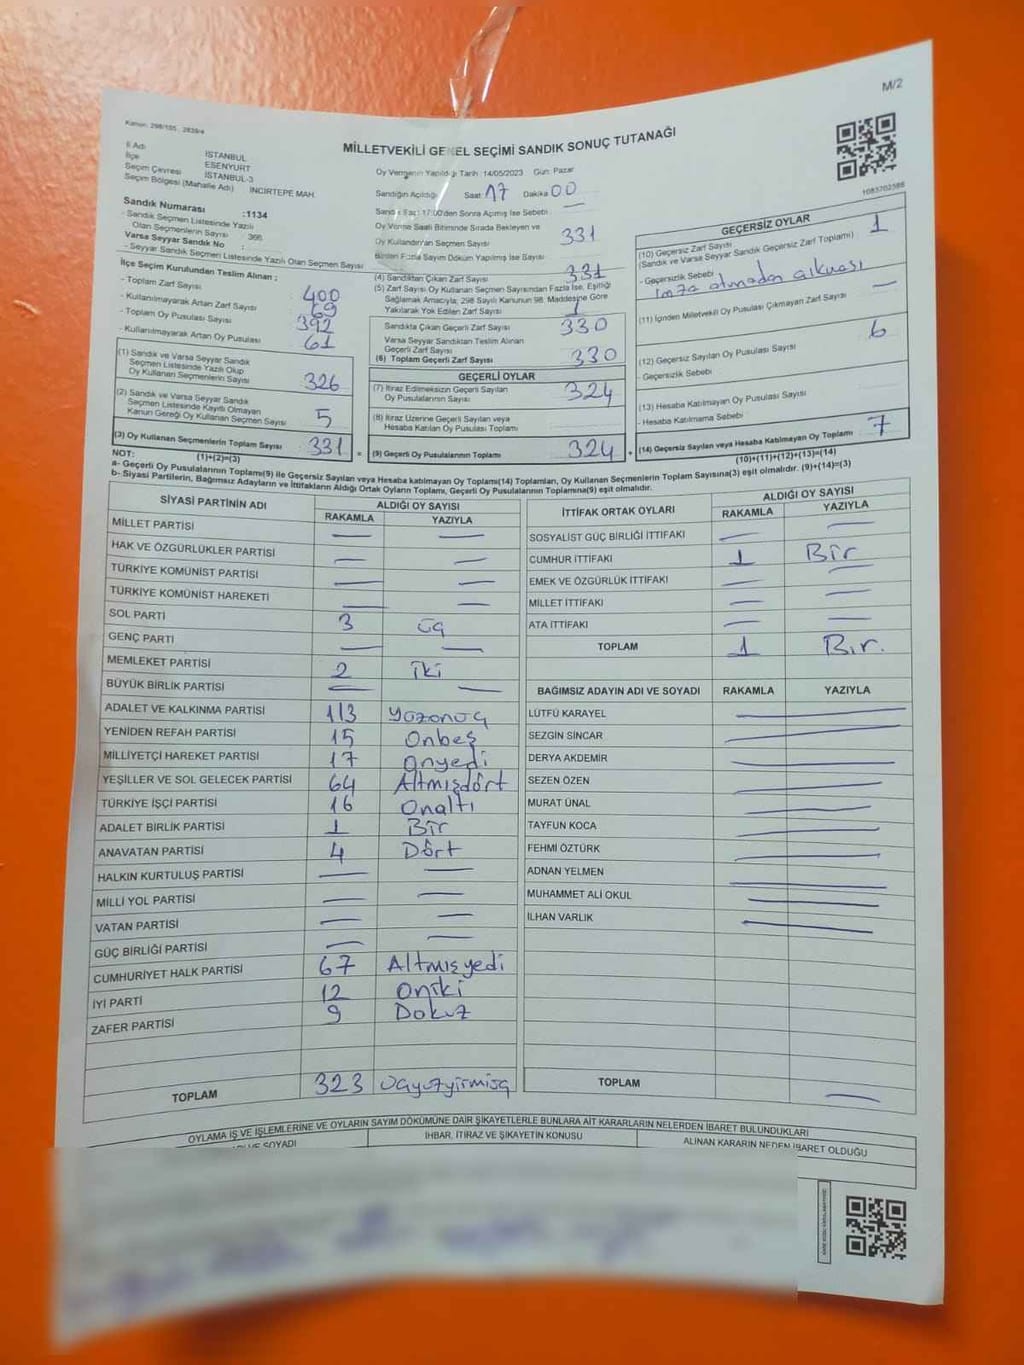 M/2
Kanun: 298/105, 2839/4
MİLLETVEKİLİ GENEL SEÇİMİ SANDIK SONUÇ TUTANAĞI
İl Adı İSTANBUL
İlçe ESENYURT
Seçim Çevresi İSTANBUL-3
Seçim Bölgesi (Mahalle Adı) İNCİRTEPE MAH.
Sandık Numarası :1134
- Sandık Seçmen Listesinde Yazılı
Olan Seçmenlerin Sayısı : 366
Varsa Seyyar Sandık No
- Seyyar Sandık Seçmen Listesinde Yazılı Olan Seçmen Sayısı
İlçe Seçim Kurulundan Teslim Alınan ;
- Toplam Zarf Sayısı 400
- Kullanılmayarak Artan Zarf Sayısı 69
- Toplam Oy Pusulası Sayısı 392
- Kullanılmayarak Artan Oy Pusulası 61
(1) Sandık ve Varsa Seyyar Sandık
Seçmen Listesinde Yazılı Olup
Oy Kullanan Seçmenlerin Sayısı 326
(2) Sandık ve Varsa Seyyar Sandık
Seçmen Listesinde Kayıtlı Olmayan
Kanun Gereği Oy Kullanan Seçmen Sayısı 5
(3) Oy Kullanan Seçmenlerin Toplam Sayısı 331 =
(1)+(2)=(3)
Oy Vermenin Yapıldığı Tarih 14/05/2023 Gün: Pazar
Sandığın Açıldığı Saat 17 Dakika 00
Sandık Saat 17:00'den Sonra Açılmış İse Sebebi —
Oy Verme Saati Bitiminde Sırada Bekleyen ve
Oy Kullandırılan Seçmen Sayısı 331
Birden Fazla Sayım Döküm Yapılmış İse Sayısı
(4) Sandıktan Çıkan Zarf Sayısı 331
(5) Zarf Sayısı Oy Kullanan Seçmen Sayısından Fazla İse, Eşitliği
Sağlamak Amacıyla; 298 Sayılı Kanunun 98. Maddesine Göre
Yakılarak Yok Edilen Zarf Sayısı 1
Sandıkta Çıkan Geçerli Zarf Sayısı 330
Varsa Seyyar Sandıktan Teslim Alınan
Geçerli Zarf Sayısı
(6) Toplam Geçerli Zarf Sayısı 330
GEÇERLİ OYLAR
(7) İtiraz Edilmeksizin Geçerli Sayılan
Oy Pusulalarının Sayısı 324
(8) İtiraz Üzerine Geçerli Sayılan veya
Hesaba Katılan Oy Pusulası Toplamı
(9) Geçerli Oy Pusulalarının Toplamı 324 +
1083702586
GEÇERSİZ OYLAR
(10) Geçersiz Zarf Sayısı
(Sandık ve Varsa Seyyar Sandık Geçersiz Zarf Toplamı) 1
- Geçersizlik Sebebi
(11) İçinden Milletvekili Oy Pusulası Çıkmayan Zarf Sayısı —
(12) Geçersiz Sayılan Oy Pusulası Sayısı 6
- Geçersizlik Sebebi
(13) Hesaba Katılmayan Oy Pusulası Sayısı
- Hesaba Katılmama Sebebi
(14) Geçersiz Sayılan veya Hesaba Katılmayan Oy Toplamı 7
(10)+(11)+(12)+(13)=(14)
NOT:
a- Geçerli Oy Pusulalarının Toplamı(9) ile Geçersiz Sayılan veya Hesaba katılmayan Oy Toplamı(14) Toplamları, Oy Kullanan Seçmenlerin Toplam Sayısına(3) eşit olmalıdır. (9)+(14)=(3)
b- Siyasi Partilerin, Bağımsız Adayların ve İttifakların Aldığı Ortak Oyların Toplamı, Geçerli Oy Pusulalarının Toplamına(9) eşit olmalıdır.
SİYASİ PARTİNİN ADI ALDIĞI OY SAYISI
RAKAMLA YAZIYLA
MİLLET PARTİSİ — —
HAK VE ÖZGÜRLÜKLER PARTİSİ — —
TÜRKİYE KOMÜNİST PARTİSİ — —
TÜRKİYE KOMÜNİST HAREKETİ — —
SOL PARTİ 3 üç
GENÇ PARTİ — —
MEMLEKET PARTİSİ 2 iki
BÜYÜK BİRLİK PARTİSİ — —
ADALET VE KALKINMA PARTİSİ 113 Yüzonüç
YENİDEN REFAH PARTİSİ 15 Onbeş
MİLLİYETÇİ HAREKET PARTİSİ 17 Onyedi
YEŞİLLER VE SOL GELECEK PARTİSİ 64 Altmışdört
TÜRKİYE İŞÇİ PARTİSİ 16 Onaltı
ADALET BİRLİK PARTİSİ 1 Bir
ANAVATAN PARTİSİ 4 Dört
HALKIN KURTULUŞ PARTİSİ — —
MİLLİ YOL PARTİSİ — —
VATAN PARTİSİ — —
GÜÇ BİRLİĞİ PARTİSİ — —
CUMHURİYET HALK PARTİSİ 67 Altmışyedi
İYİ PARTİ 12 Oniki
ZAFER PARTİSİ 9 Dokuz
TOPLAM 323 üçyüzyirmiüç
İTTİFAK ORTAK OYLARI ALDIĞI OY SAYISI
RAKAMLA YAZIYLA
SOSYALİST GÜÇ BİRLİĞİ İTTİFAKI — —
CUMHUR İTTİFAKI 1 Bir
EMEK VE ÖZGÜRLÜK İTTİFAKI — —
MİLLET İTTİFAKI — —
ATA İTTİFAKI — —
TOPLAM 1 Bir.
BAĞIMSIZ ADAYIN ADI VE SOYADI RAKAMLA YAZIYLA
LÜTFÜ KARAYEL
SEZGİN SİNCAR
DERYA AKDEMİR
SEZEN ÖZEN
MURAT ÜNAL
TAYFUN KOCA
FEHMİ ÖZTÜRK
ADNAN YELMEN
MUHAMMET ALİ OKUL
İLHAN VARLIK
TOPLAM —
OYLAMA İŞ VE İŞLEMLERİNE VE OYLARIN SAYIM DÖKÜMÜNE DAİR ŞİKAYETLERLE BUNLARA AİT KARARLARIN NELERDEN İBARET BULUNDUKLARI
SOYADI İHBAR, İTİRAZ VE ŞİKAYETİN KONUSU ALINAN KARARIN NEDEN İBARET OLDUĞU